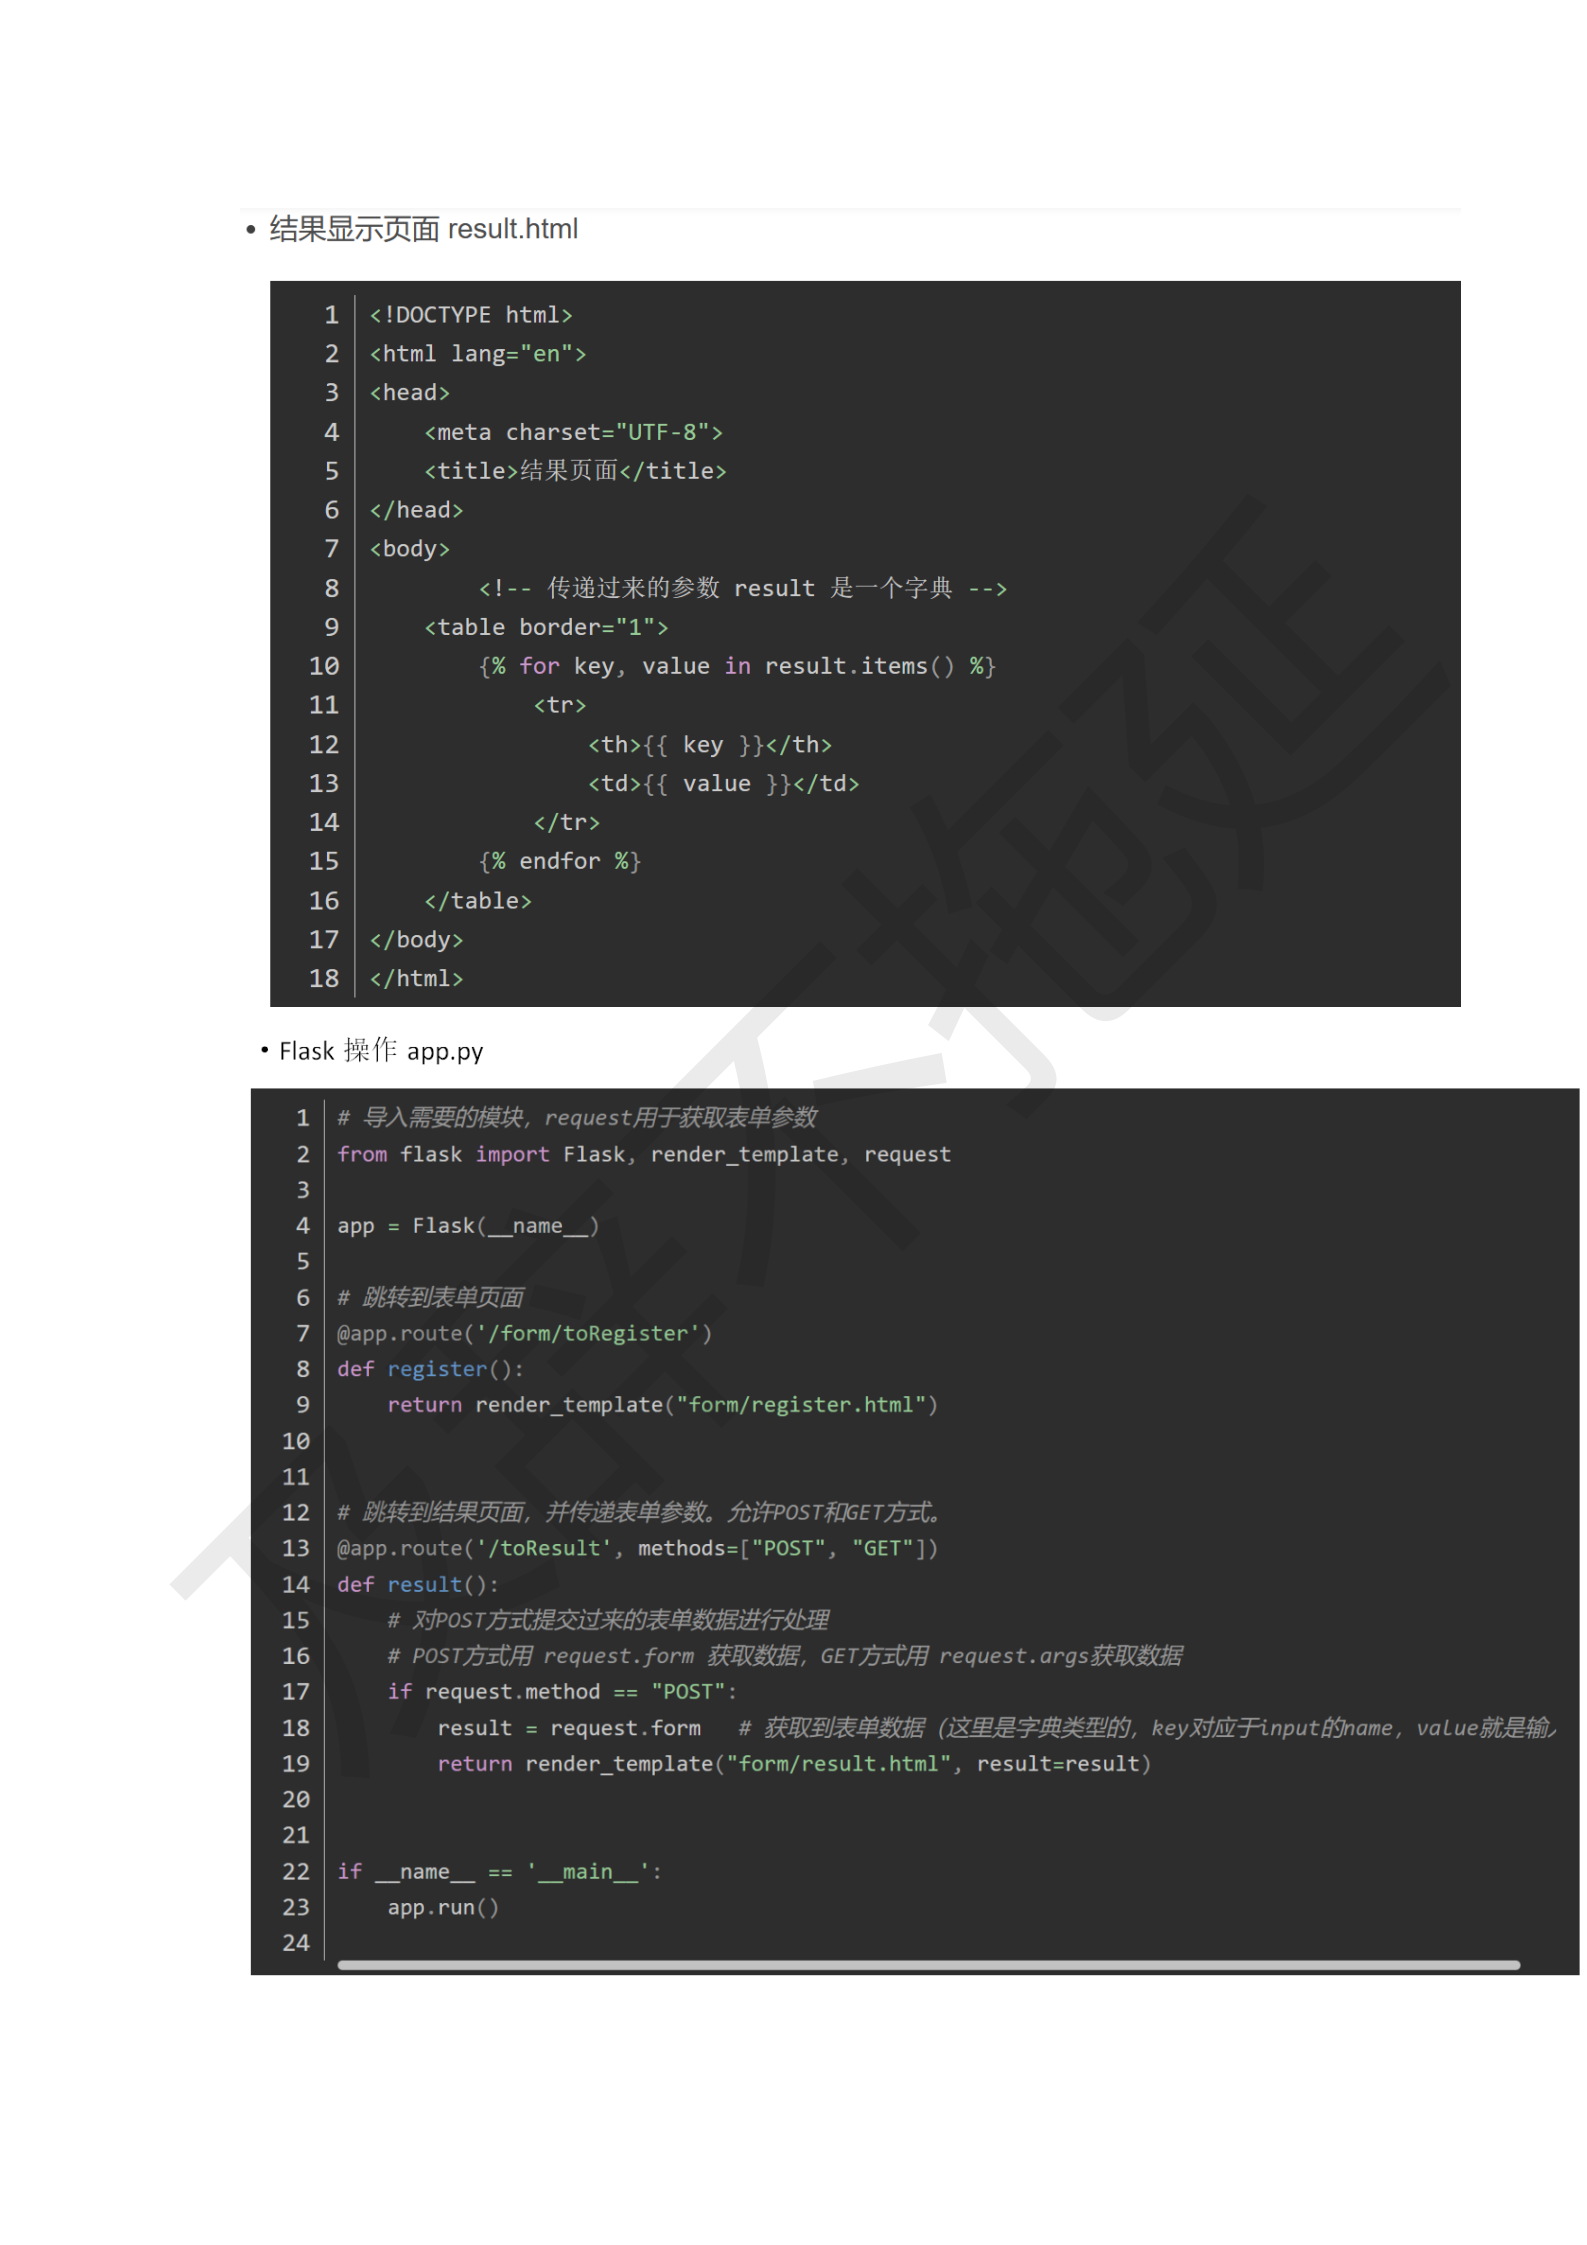 • 结果显示页面 result.html
1 <!DOCTYPE html>
2 <html lang="en">
3 <head>
4     <meta charset="UTF-8">
5     <title>结果页面</title>
6 </head>
7 <body>
8         <!-- 传递过来的参数 result 是一个字典 -->
9     <table border="1">
10         {% for key, value in result.items() %}
11             <tr>
12                 <th>{{ key }}</th>
13                 <td>{{ value }}</td>
14             </tr>
15         {% endfor %}
16     </table>
17 </body>
18 </html>
• Flask 操作 app.py
1 # 导入需要的模块，request用于获取表单参数
2 from flask import Flask, render_template, request
3
4 app = Flask(__name__)
5
6 # 跳转到表单页面
7 @app.route('/form/toRegister')
8 def register():
9     return render_template("form/register.html")
10
11
12 # 跳转到结果页面，并传递表单参数。允许POST和GET方式。
13 @app.route('/toResult', methods=["POST", "GET"])
14 def result():
15     # 对POST方式提交过来的表单数据进行处理
16     # POST方式用 request.form 获取数据，GET方式用 request.args获取数据
17     if request.method == "POST":
18         result = request.form   # 获取到表单数据（这里是字典类型的，key对应于input的name，value就是输
19         return render_template("form/result.html", result=result)
20
21
22 if __name__ == '__main__':
23     app.run()
24
不拖延